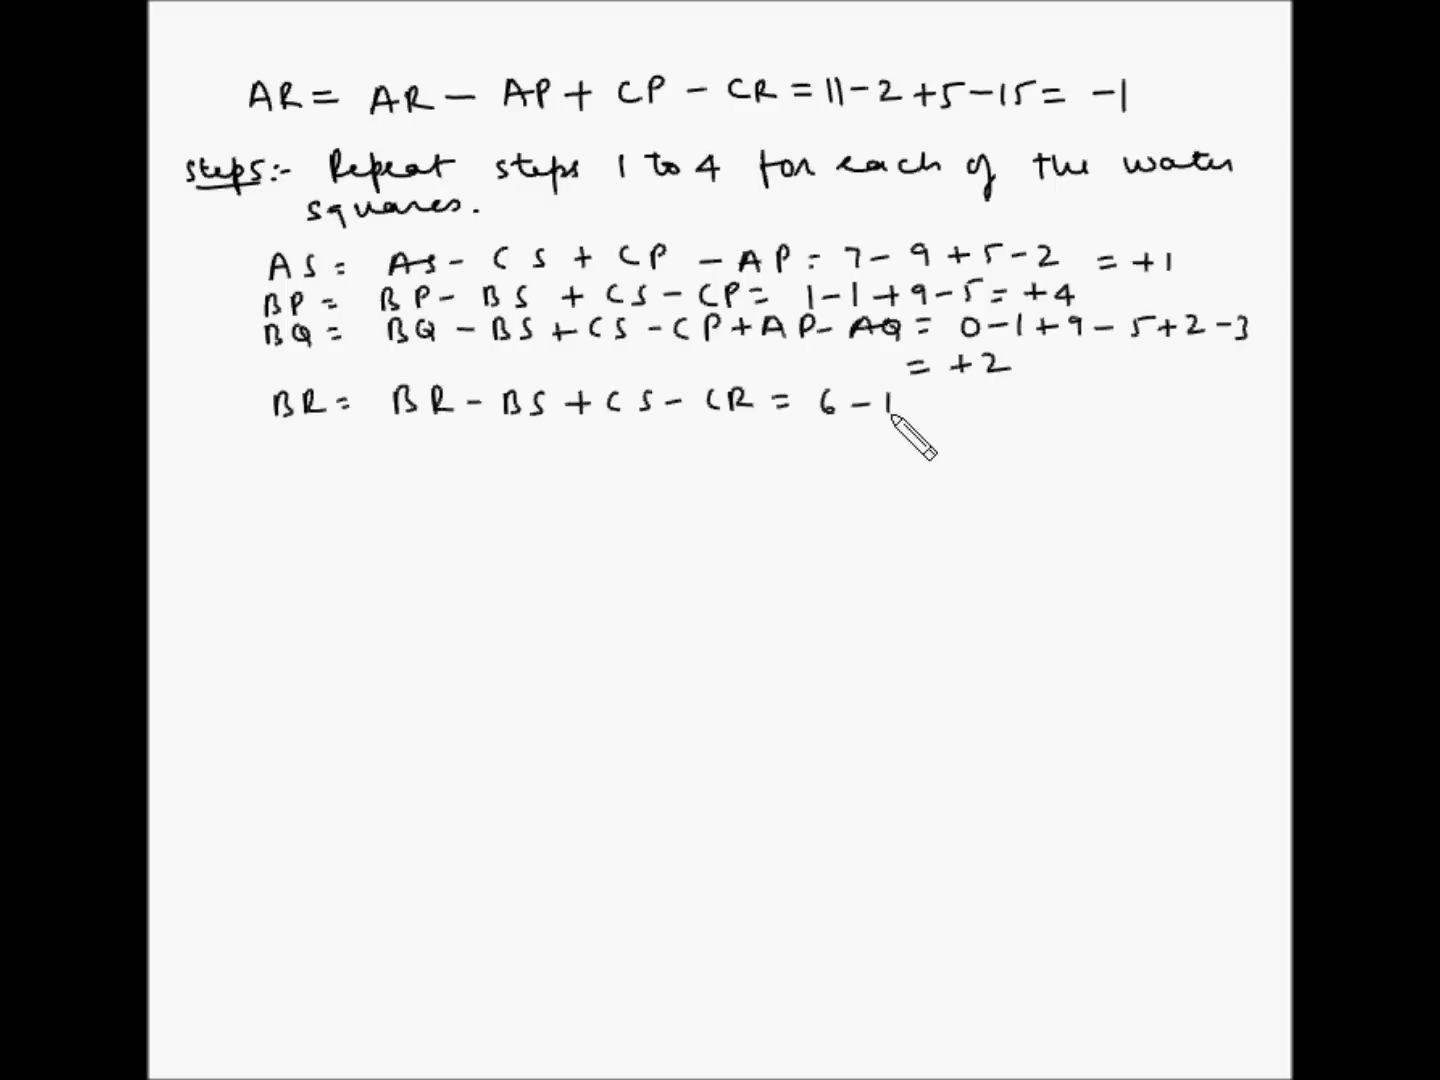 AR = AR - AP + CP - CR = 11-2+5-15 = -1
Step5:- Repeat steps 1 to 4 for each of the water
squares.
AS = AS - CS + CP - AP = 7-9+5-2 = +1
BP = BP - BS + CS - CP = 1-1+9-5 = +4
BQ = BQ - BS + CS - CP + AP - AQ = 0-1+9-5+2-3
= +2
BR = BR - BS + CS - CR = 6-1